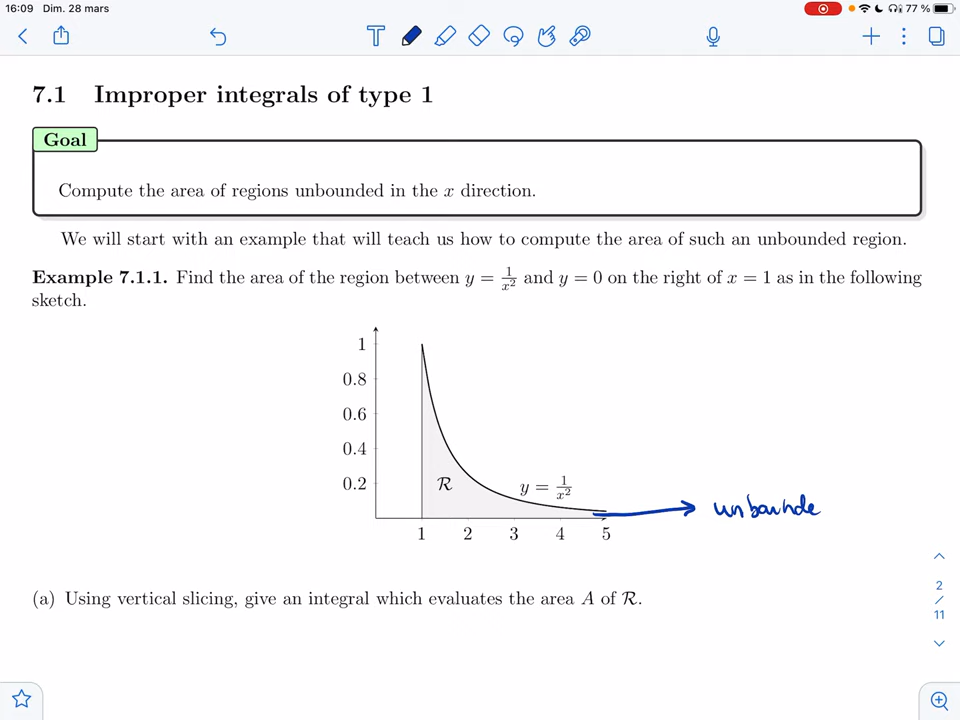 16:09 Dim. 28 mars
77 %
7.1 Improper integrals of type 1
Goal
Compute the area of regions unbounded in the x direction.
We will start with an example that will teach us how to compute the area of such an unbounded region.
Example 7.1.1. Find the area of the region between y = 1/x² and y = 0 on the right of x = 1 as in the following
sketch.
1
0.8
0.6
0.4
0.2
R
y = 1/x²
unbounde
1 2 3 4 5
(a) Using vertical slicing, give an integral which evaluates the area A of R.
2
/
11